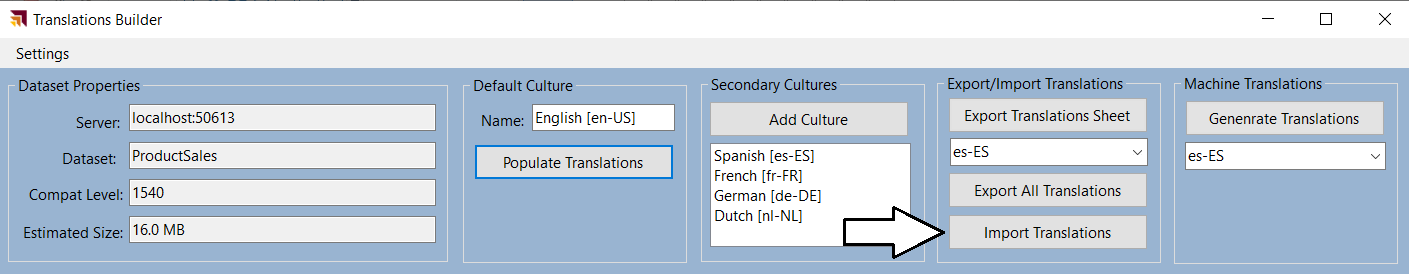 Translations Builder
Settings
Dataset Properties
Server: localhost:50613
Dataset: ProductSales
Compat Level: 1540
Estimated Size: 16.0 MB
Default Culture
Name: English [en-US]
Populate Translations
Secondary Cultures
Add Culture
Spanish [es-ES]
French [fr-FR]
German [de-DE]
Dutch [nl-NL]
Export/Import Translations
Export Translations Sheet
es-ES
Export All Translations
Import Translations
Machine Translations
Genenrate Translations
es-ES